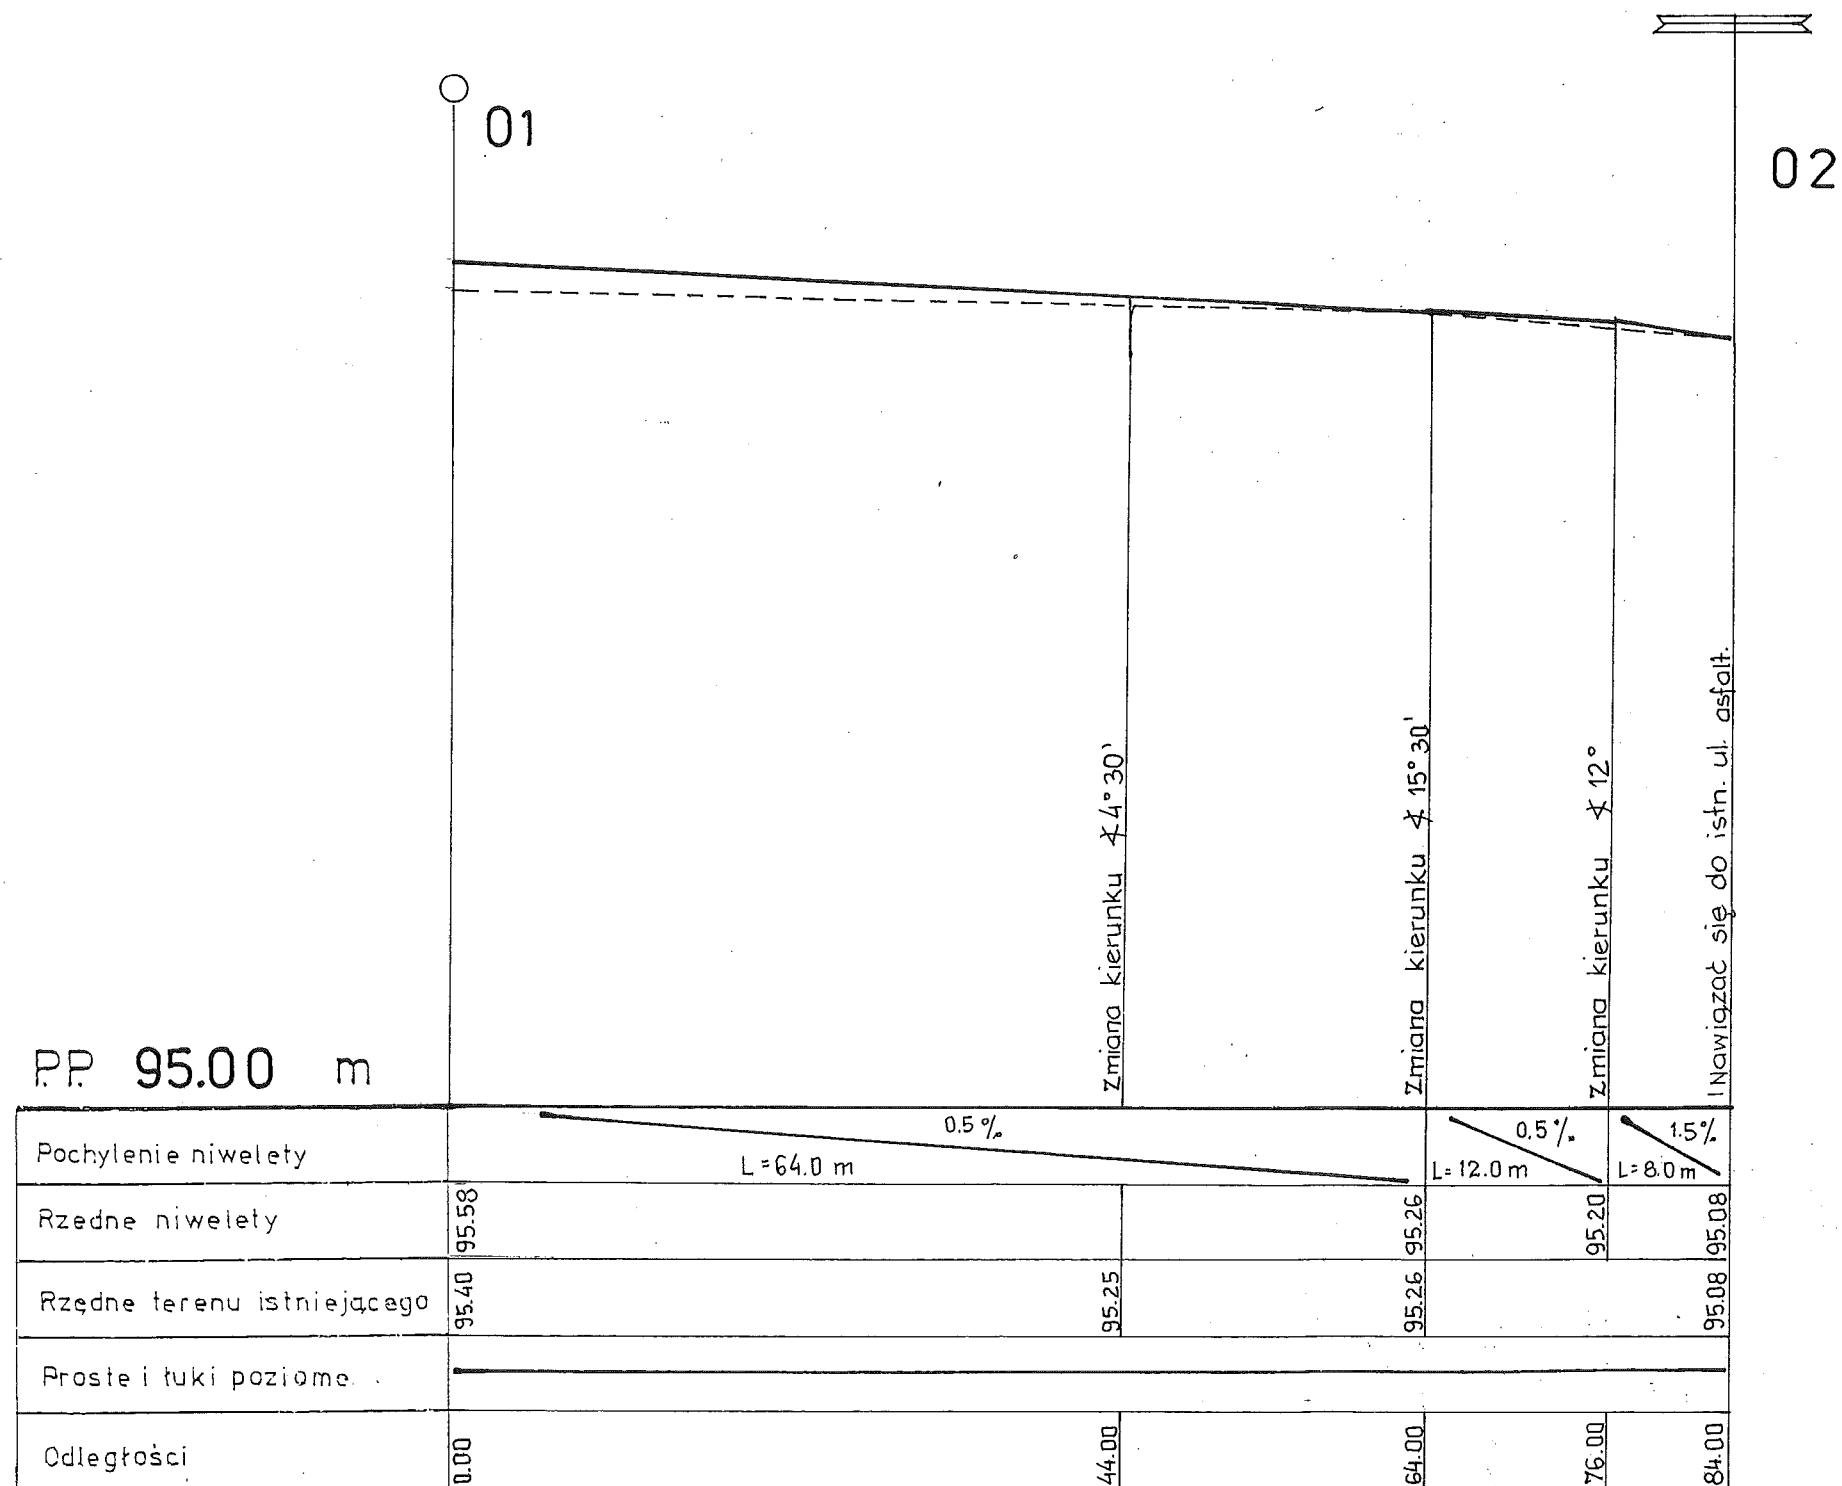 01
02
Zmiana kierunku ∢ 4° 30'
Zmiana kierunku ∢ 15° 30'
Zmiana kierunku ∢ 12°
Nawiązać się do istn. ul. asfalt.
P.P. 95.00 m
Pochylenie niwelety
0.5 %
L=64.0 m
0.5 %
L=12.0 m
1.5%
L=8.0 m
Rzedne niwelety
95.58
95.26
95.20
95.08
Rzędne terenu istniejącego
95.40
95.25
95.26
95.08
Proste i łuki poziome
Odległości
0.00
44.00
64.00
76.00
84.00